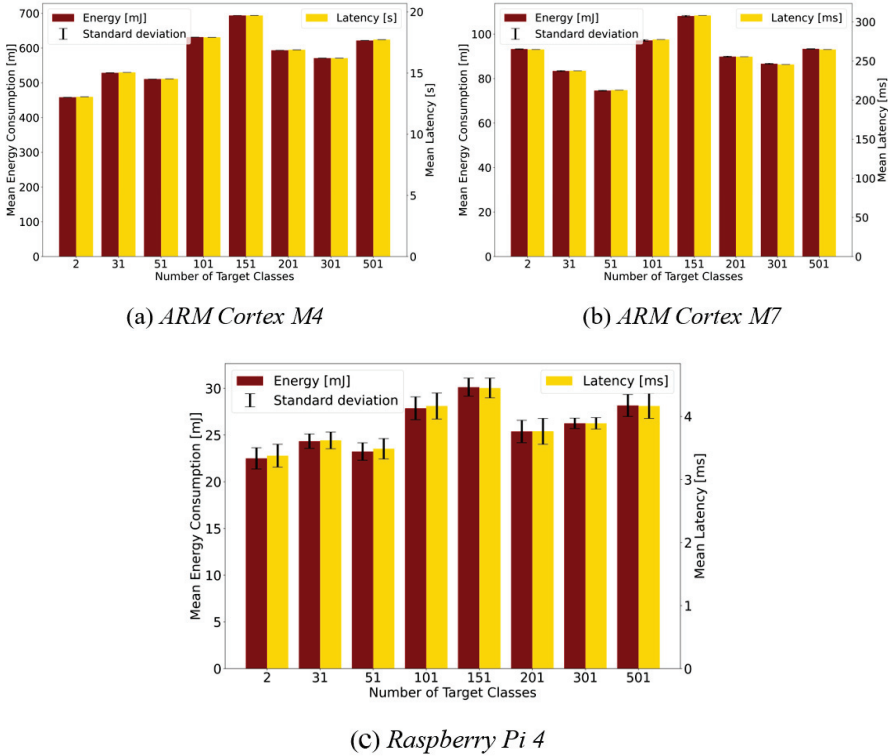 Energy [mJ]
Standard deviation
Latency [s]
Mean Energy Consumption [mJ]
700
600
500
400
300
200
100
0
20
15
10
5
0
Mean Latency [s]
2 31 51 101 151 201 301 501
Number of Target Classes
(a) ARM Cortex M4
Energy [mJ]
Standard deviation
Latency [ms]
Mean Energy Consumption [mJ]
100
80
60
40
20
0
300
250
200
150
100
50
0
Mean Latency [ms]
2 31 51 101 151 201 301 501
Number of Target Classes
(b) ARM Cortex M7
Energy [mJ]
Standard deviation
Latency [ms]
Mean Energy Consumption [mJ]
30
25
20
15
10
5
0
4
3
2
1
0
Mean Latency [ms]
2 31 51 101 151 201 301 501
Number of Target Classes
(c) Raspberry Pi 4